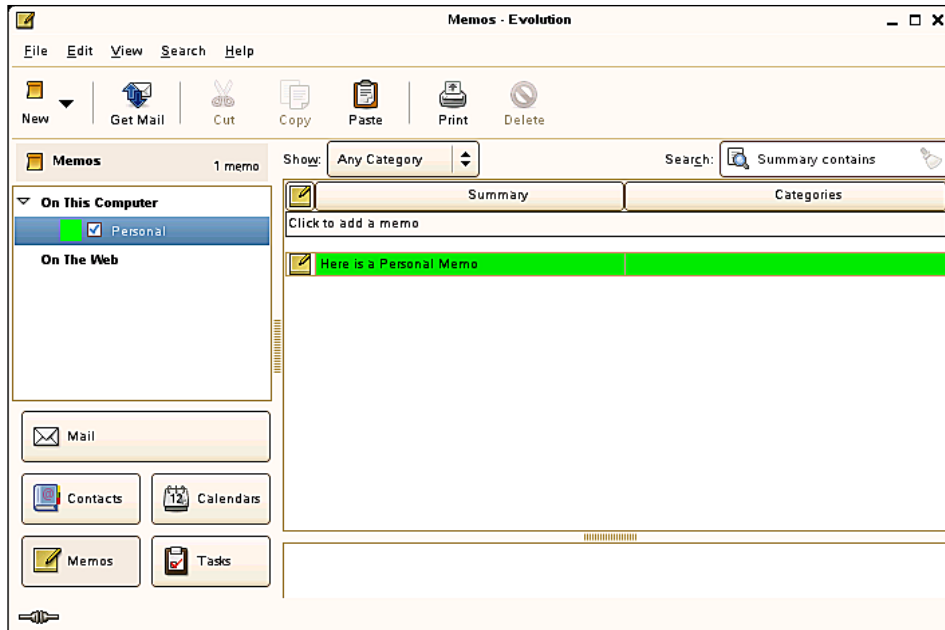 Memos - Evolution
File Edit View Search Help
New Get Mail Cut Copy Paste Print Delete
Memos 1 memo Show: Any Category Search: Summary contains
On This Computer
Personal
On The Web
Summary Categories
Click to add a memo
Here is a Personal Memo
Mail
Contacts 12 Calendars
Memos Tasks